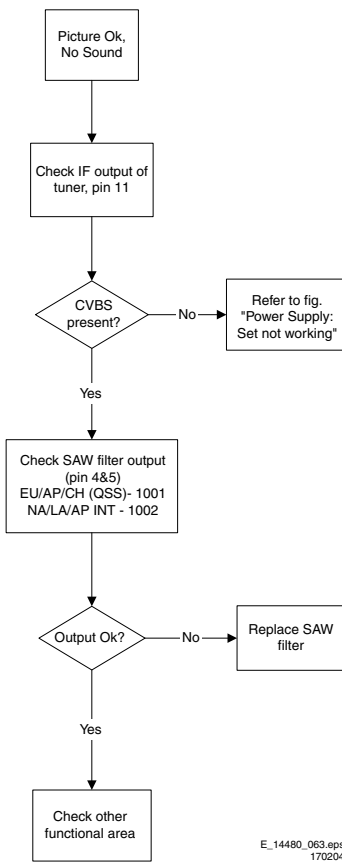 Picture Ok,
No Sound
Check IF output of
tuner, pin 11
CVBS
present?
No
Refer to fig.
"Power Supply:
Set not working"
Yes
Check SAW filter output
(pin 4&5)
EU/AP/CH (QSS)- 1001
NA/LA/AP INT - 1002
Output Ok?
No
Replace SAW
filter
Yes
Check other
functional area
E_14480_063.eps
170204